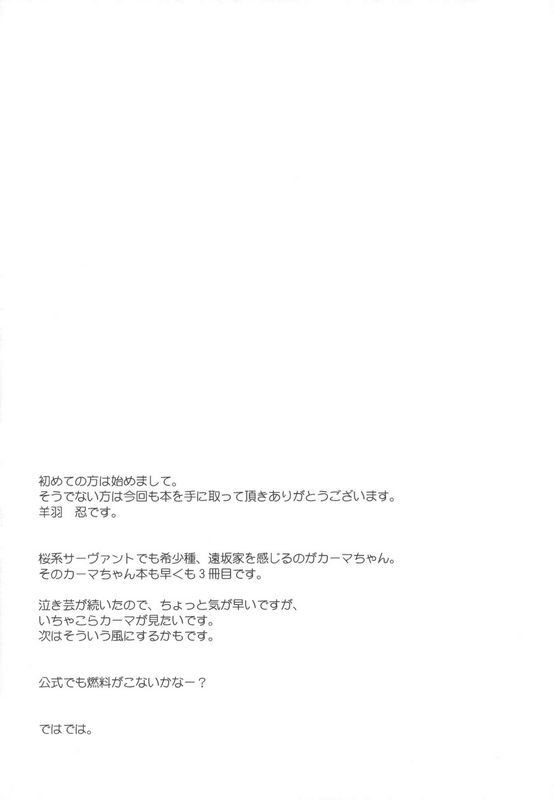 初めての方は始めまして。
そうでない方は今回も本を手に取って頂きありがとうございます。
羊羽　忍です。
桜系サーヴァントでも希少種、遠坂家を感じるのがカーマちゃん。
そのカーマちゃん本も早くも３冊目です。
泣き芸が続いたので、ちょっと気が早いですが、
いちゃこらカーマが見たいです。
次はそういう風にするかもです。
公式でも燃料がこないかなー？
ではでは。